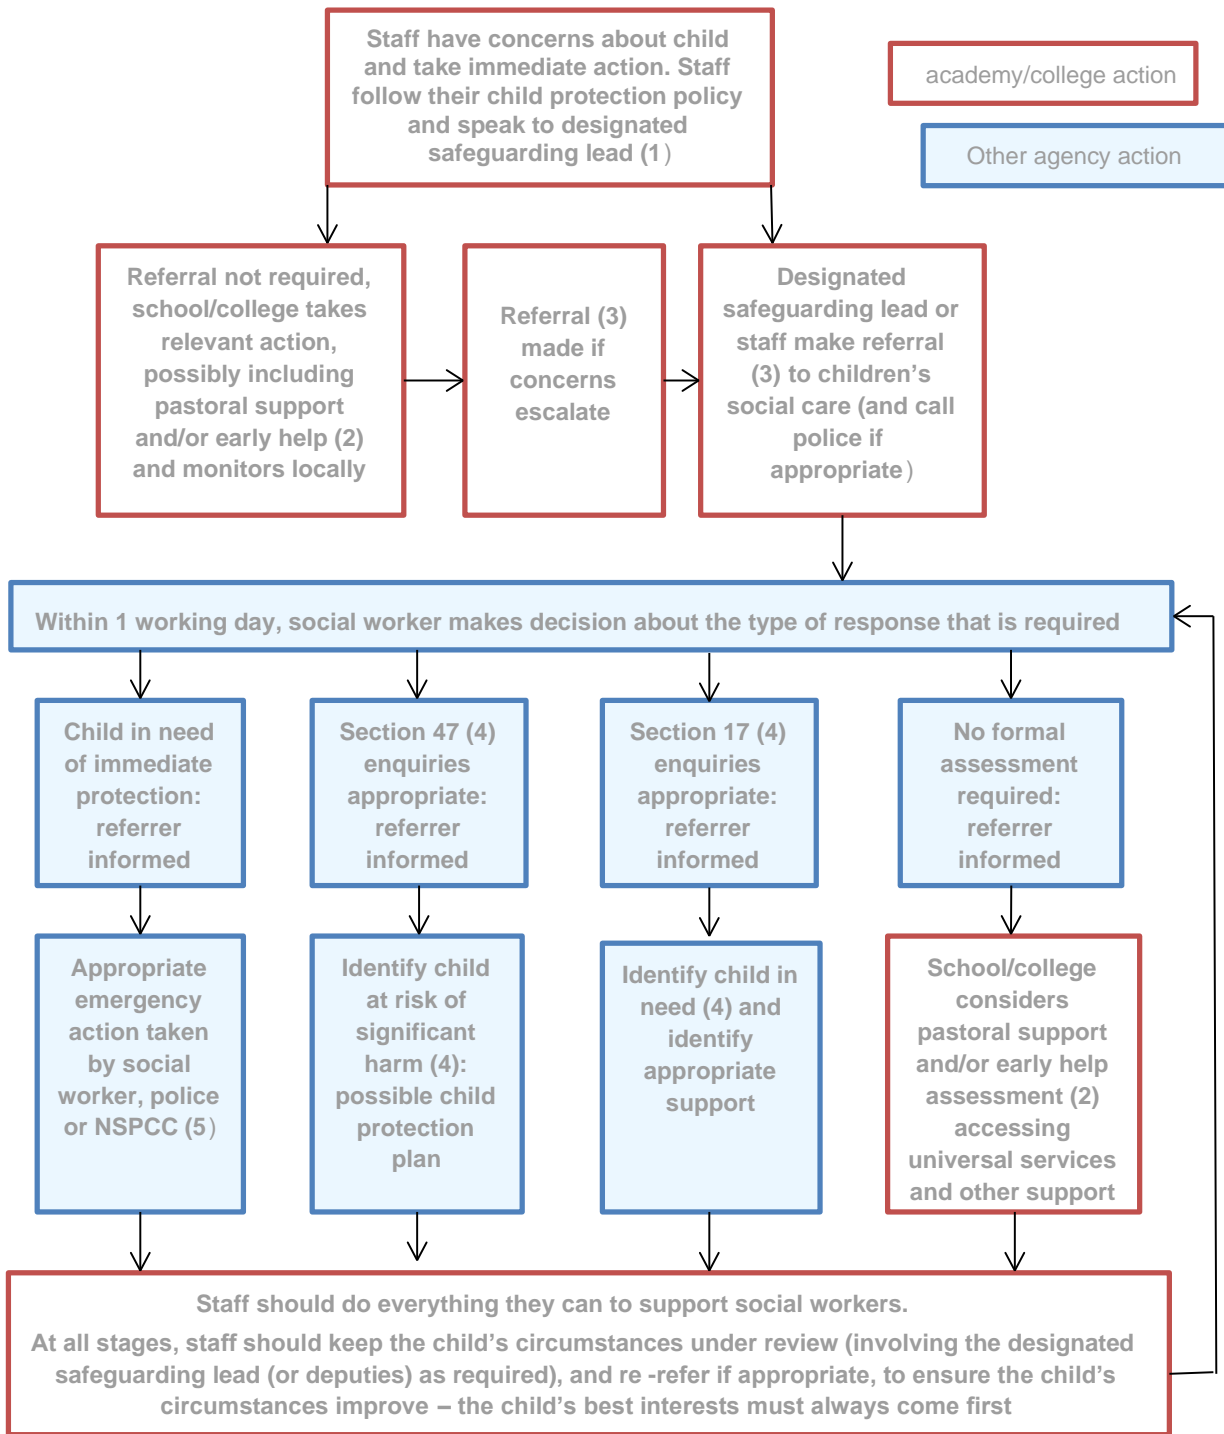 Staff have concerns about child
and take immediate action. Staff
follow their child protection policy
and speak to designated
safeguarding lead (1)
academy/college action
Other agency action
Referral not required,
school/college takes
relevant action,
possibly including
pastoral support
and/or early help (2)
and monitors locally
Referral (3)
made if
concerns
escalate
Designated
safeguarding lead or
staff make referral
(3) to children’s
social care (and call
police if
appropriate)
Within 1 working day, social worker makes decision about the type of response that is required
Child in need
of immediate
protection:
referrer
informed
Section 47 (4)
enquiries
appropriate:
referrer
informed
Section 17 (4)
enquiries
appropriate:
referrer
informed
No formal
assessment
required:
referrer
informed
Appropriate
emergency
action taken
by social
worker, police
or NSPCC (5)
Identify child
at risk of
significant
harm (4):
possible child
protection
plan
Identify child in
need (4) and
identify
appropriate
support
School/college
considers
pastoral support
and/or early help
assessment (2)
accessing
universal services
and other support
Staff should do everything they can to support social workers.
At all stages, staff should keep the child’s circumstances under review (involving the designated
safeguarding lead (or deputies) as required), and re -refer if appropriate, to ensure the child’s
circumstances improve – the child’s best interests must always come first